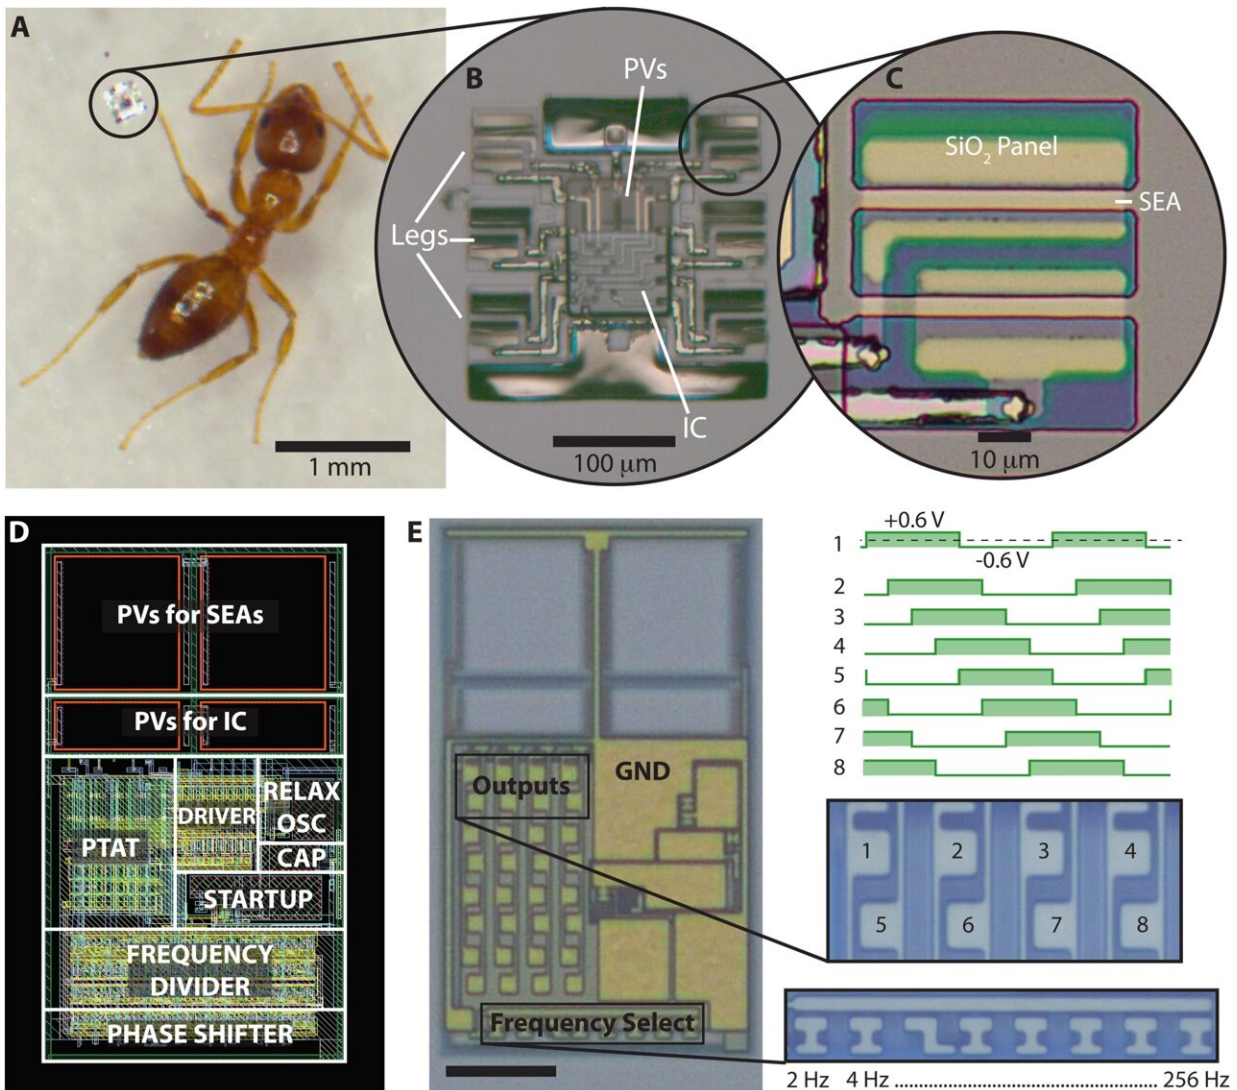 A
1 mm
B
PVs
Legs
IC
100 μm
C
SiO₂ Panel
SEA
10 μm
D
PVs for SEAs
PVs for IC
PTAT
DRIVER
RELAX
OSC
CAP
STARTUP
FREQUENCY
DIVIDER
PHASE SHIFTER
E
Outputs
GND
Frequency Select
+0.6 V
1
-0.6 V
2
3
4
5
6
7
8
1 2 3 4
5 6 7 8
2 Hz 4 Hz ................................ 256 Hz